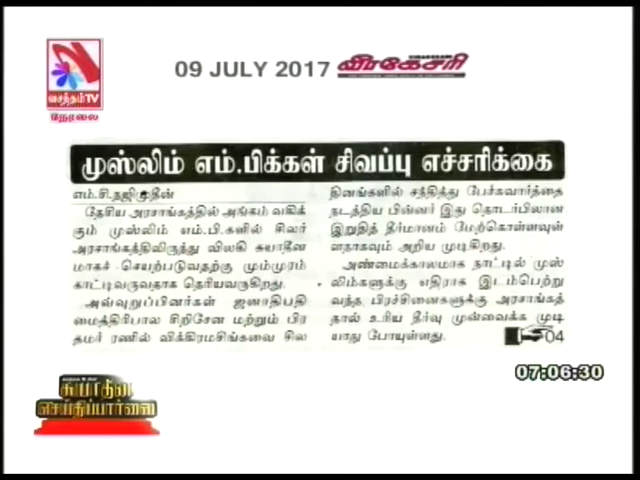 வசந்தம்TV
நேரலை
09 JULY 2017
VIRAKESARI
வீரகேசரி
முஸ்லிம் எம்.பிக்கள் சிவப்பு எச்சரிக்கை
எம்.சி.நஜிமுதீன்
தேசிய அரசாங்கத்தில் அங்கம் வகிக்
கும் முஸ்லிம் எம்.பி.களில் சிலர்
அரசாங்கத்திலிருந்து விலகி சுயாதீன
மாகச் செயற்படுவதற்கு மும்முரம்
காட்டிவருவதாக தெரியவருகிறது.
அவ்வுறுப்பினர்கள் ஜனாதிபதி
மைத்திரிபால சிறிசேன மற்றும் பிர
தமர் ரணில் விக்கிரமசிங்கவை சில
தினங்களில் சந்தித்து பேச்சுவார்த்தை
நடத்திய பின்னர் இது தொடர்பிலான
இறுதித் தீர்மானம் மேற்கொள்ளவுள்
ளதாகவும் அறிய முடிகிறது.
அண்மைக்காலமாக நாட்டில் முஸ்
லிம்களுக்கு எதிராக இடம்பெற்று
வந்த பிரச்சினைகளுக்கு அரசாங்கத்
தால் உரிய தீர்வு முன்வைக்க முடி
யாது போயுள்ளது.
04
07:06:30
செய்திப்பார்வை